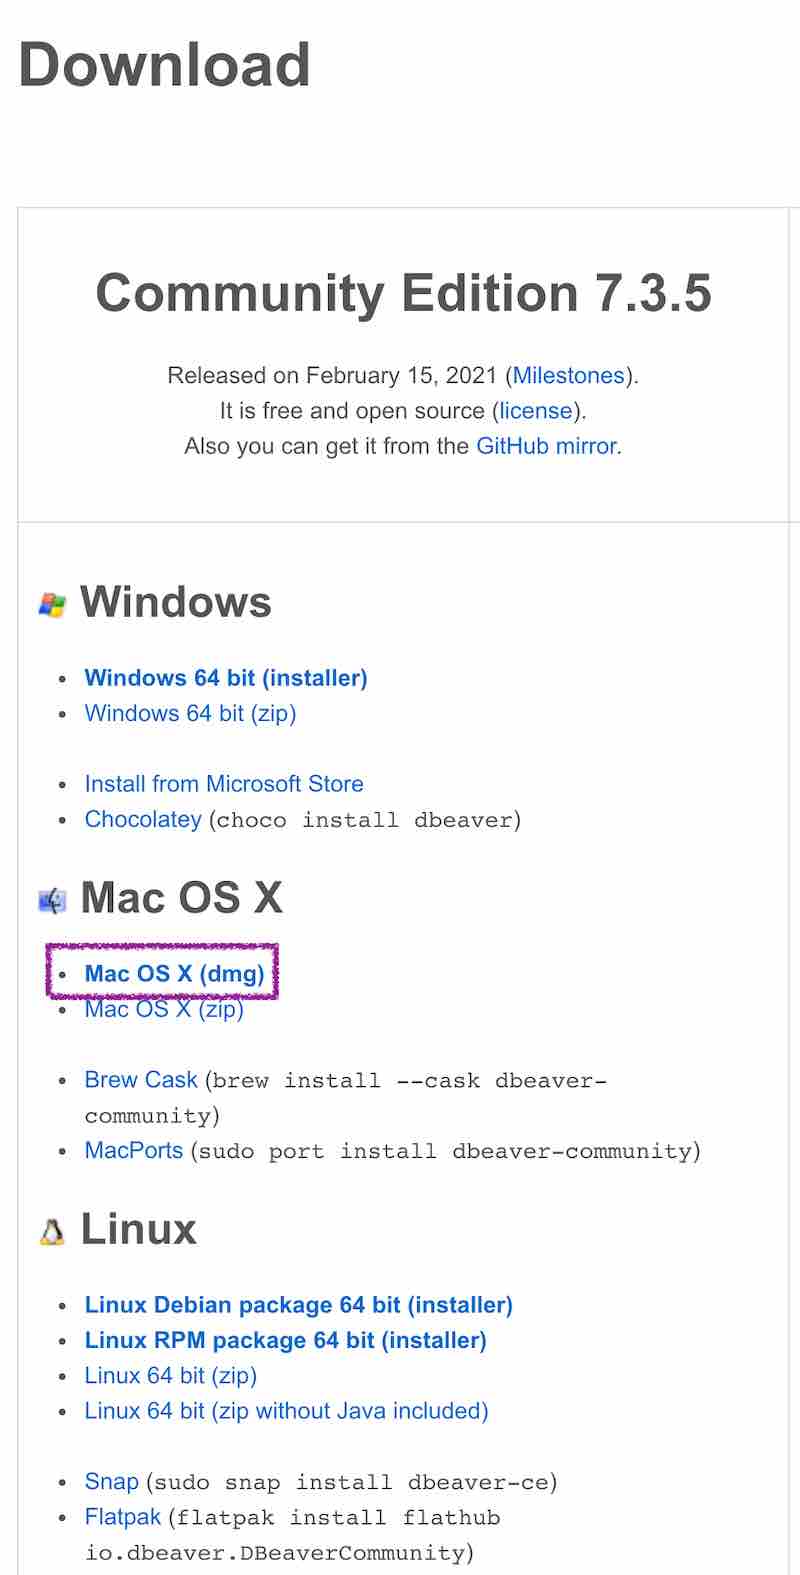 Download
Community Edition 7.3.5
Released on February 15, 2021 (Milestones).
It is free and open source (license).
Also you can get it from the GitHub mirror.
Windows
Windows 64 bit (installer)
Windows 64 bit (zip)
Install from Microsoft Store
Chocolatey (choco install dbeaver)
Mac OS X
Mac OS X (dmg)
Mac OS X (zip)
Brew Cask (brew install --cask dbeaver-
community)
MacPorts (sudo port install dbeaver-community)
Linux
Linux Debian package 64 bit (installer)
Linux RPM package 64 bit (installer)
Linux 64 bit (zip)
Linux 64 bit (zip without Java included)
Snap (sudo snap install dbeaver-ce)
Flatpak (flatpak install flathub
io.dbeaver.DBeaverCommunity)